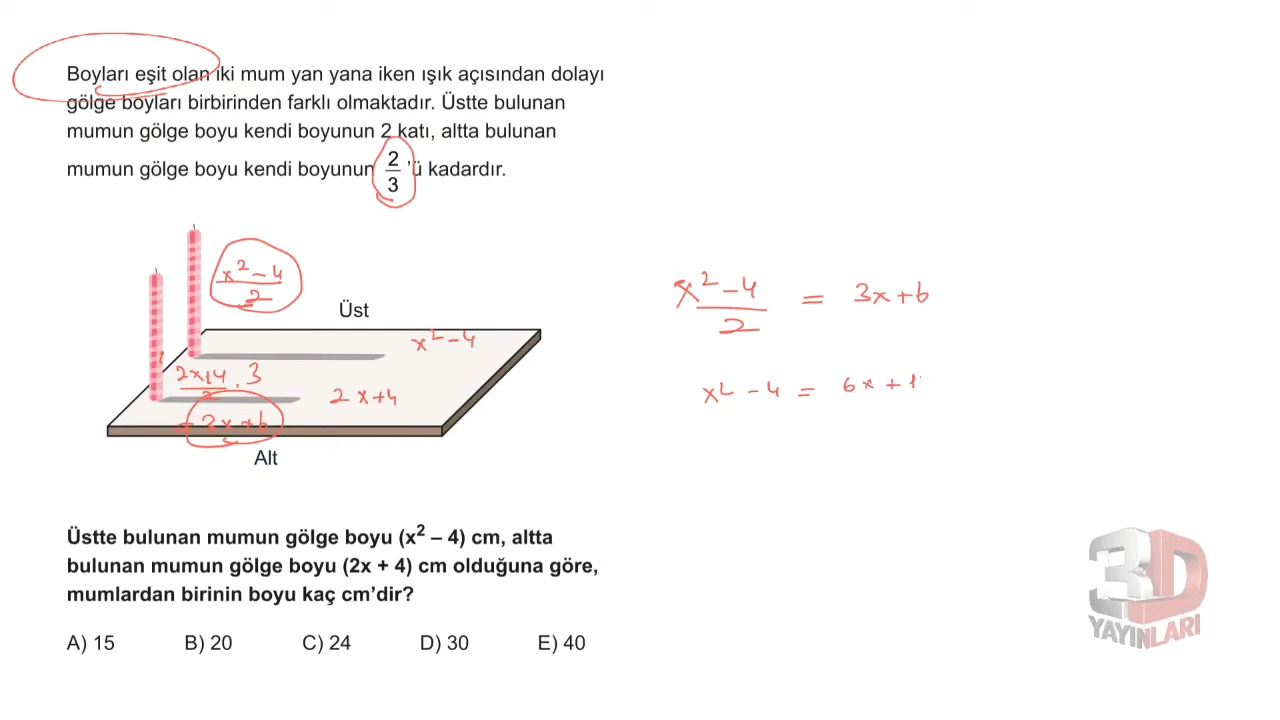 Boyları eşit olan iki mum yan yana iken ışık açısından dolayı
gölge boyları birbirinden farklı olmaktadır. Üstte bulunan
mumun gölge boyu kendi boyunun 2 katı, altta bulunan
mumun gölge boyu kendi boyunun 2/3 'ü kadardır.
x² – 4 / 2
Üst
x² – 4
2x+4 / 2 . 3
2x+4
= 3x+6
Alt
x² – 4 / 2 = 3x+6
x² – 4 = 6x + 1
Üstte bulunan mumun gölge boyu (x² – 4) cm, altta
bulunan mumun gölge boyu (2x + 4) cm olduğuna göre,
mumlardan birinin boyu kaç cm'dir?
A) 15 B) 20 C) 24 D) 30 E) 40
3D
YAYINLARI